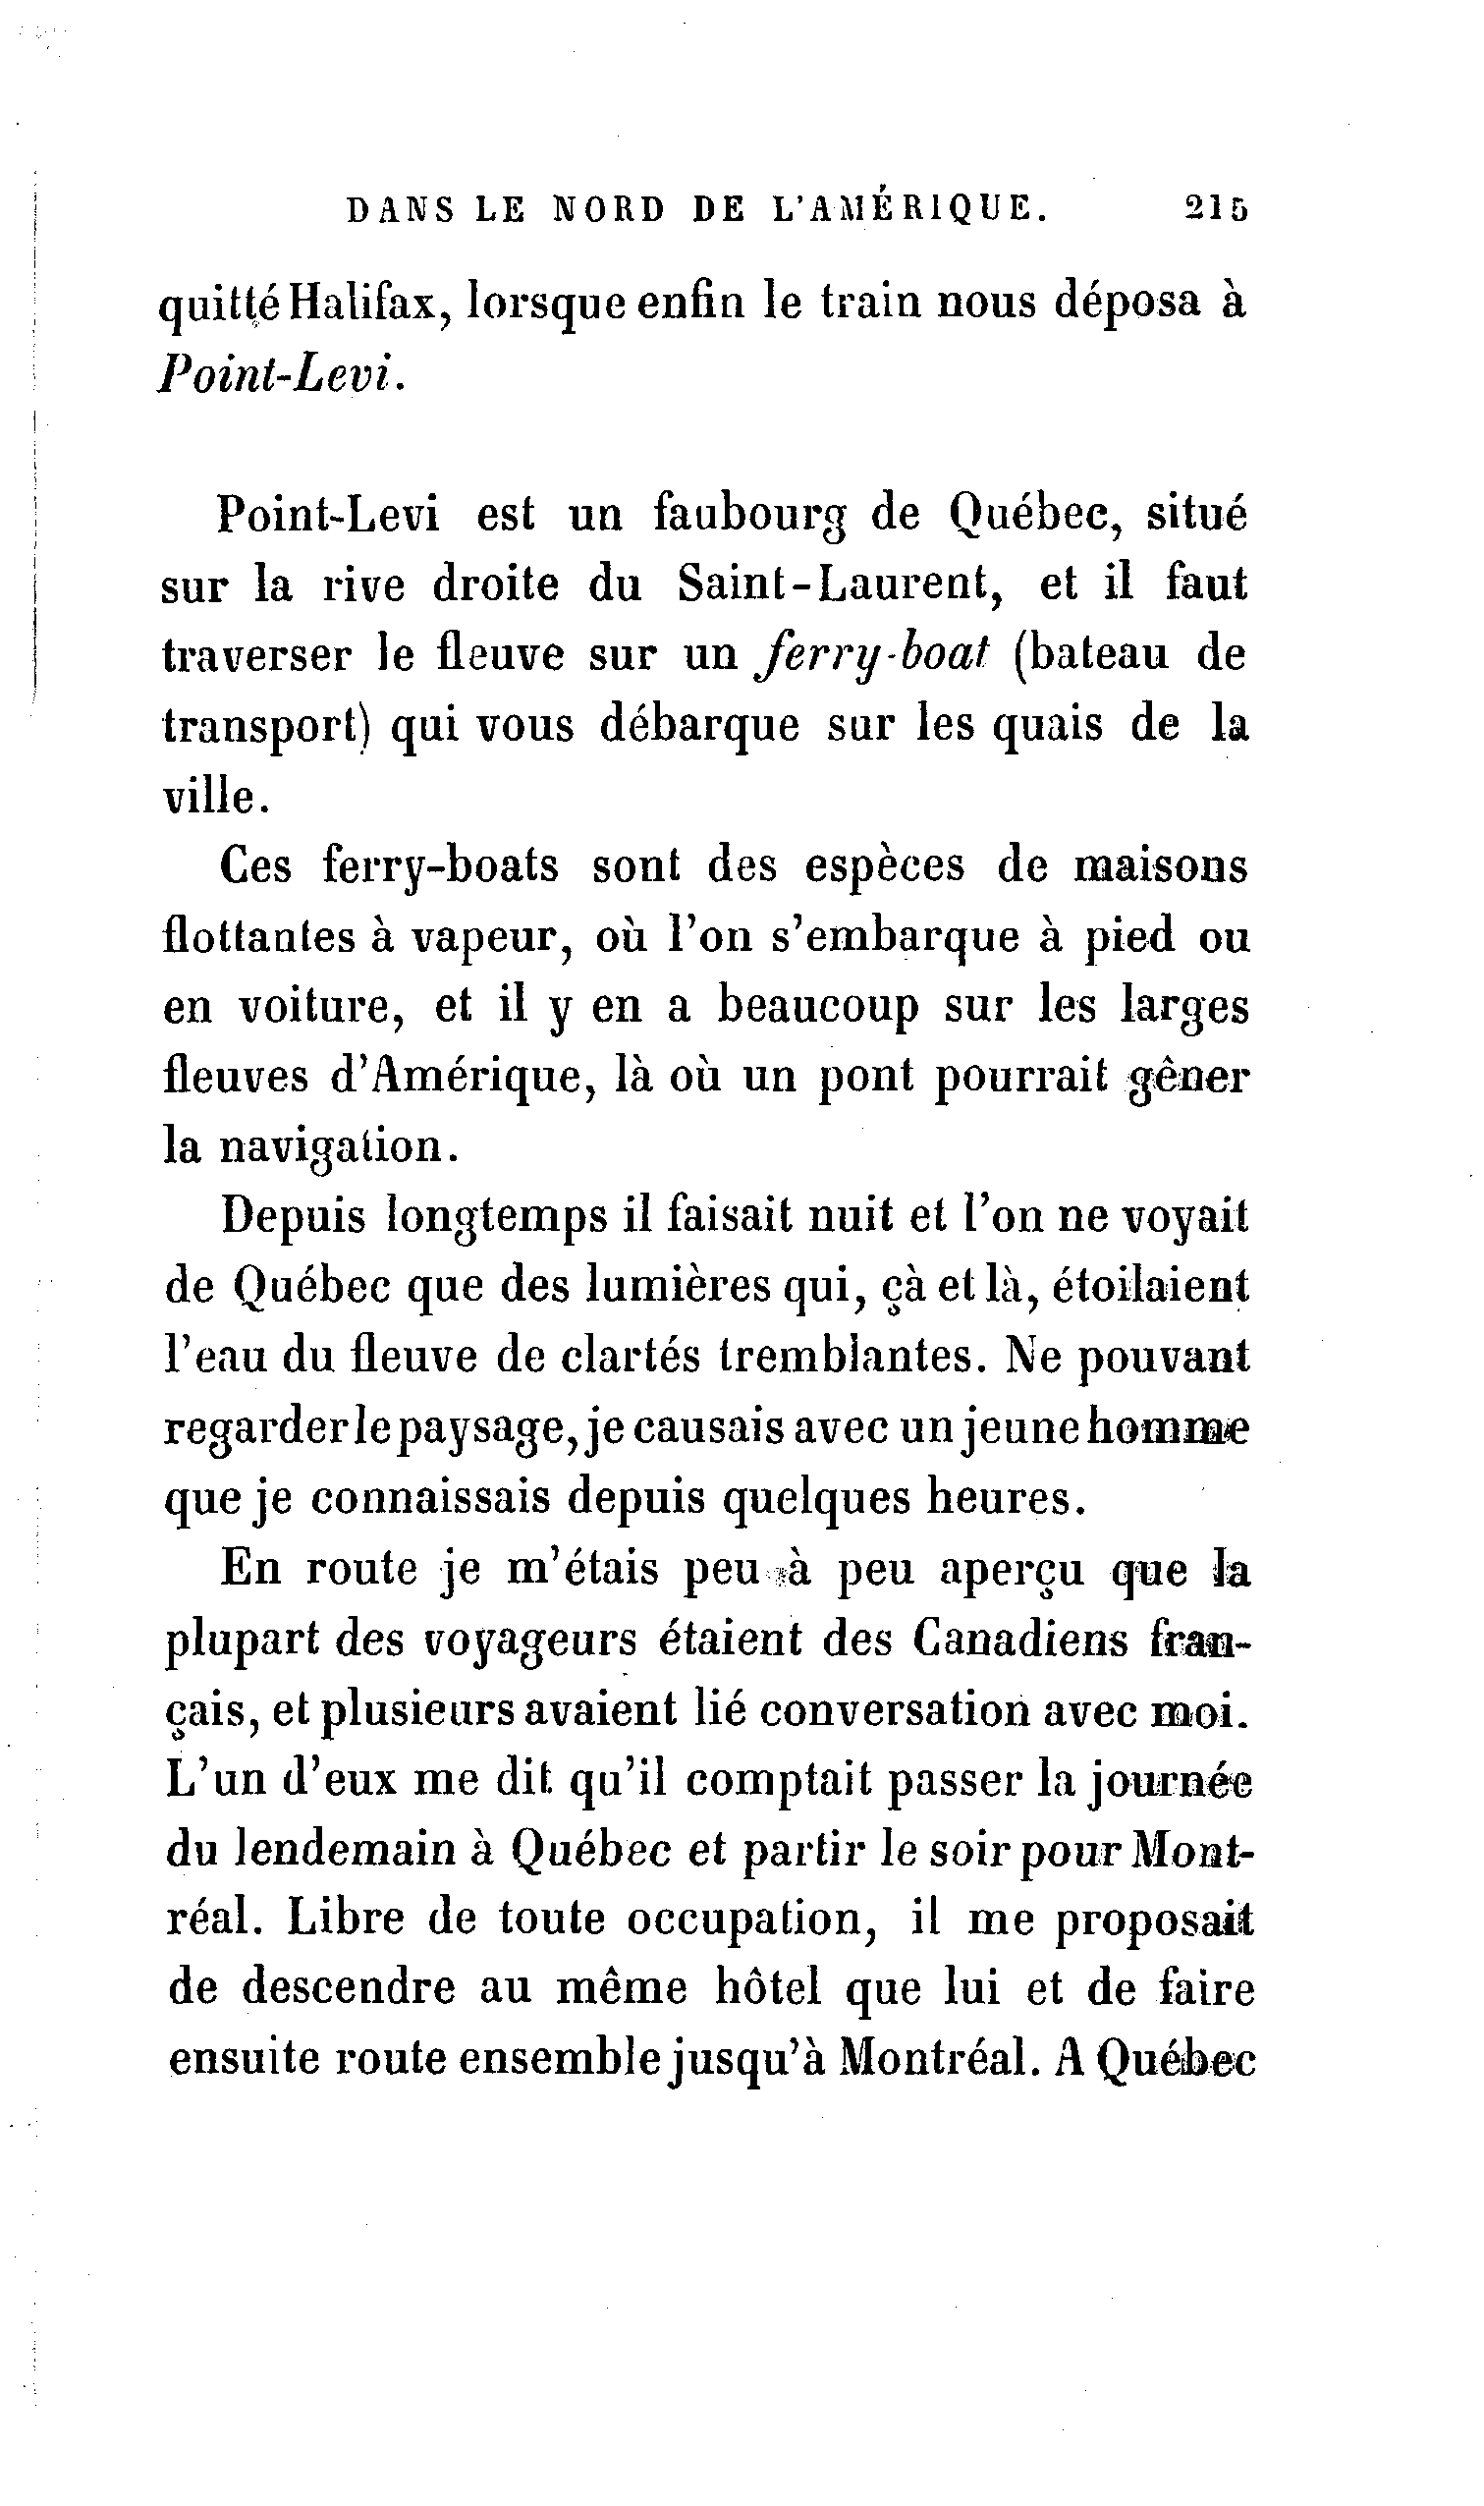 DANS LE NORD DE L'AMÉRIQUE. 215
quitté Halifax, lorsque enfin le train nous déposa à
Point-Levi.
Point-Levi est un faubourg de Québec, situé
sur la rive droite du Saint-Laurent, et il faut
traverser le fleuve sur un ferry-boat (bateau de
transport) qui vous débarque sur les quais de la
ville.
Ces ferry-boats sont des espèces de maisons
flottantes à vapeur, où l'on s'embarque à pied ou
en voiture, et il y en a beaucoup sur les larges
fleuves d'Amérique, là où un pont pourrait gêner
la navigation.
Depuis longtemps il faisait nuit et l'on ne voyait
de Québec que des lumières qui, çà et là, étoilaient
l'eau du fleuve de clartés tremblantes. Ne pouvant
regarder le paysage, je causais avec un jeune homme
que je connaissais depuis quelques heures.
En route je m'étais peu à peu aperçu que la
plupart des voyageurs étaient des Canadiens fran-
çais, et plusieurs avaient lié conversation avec moi.
L'un d'eux me dit qu'il comptait passer la journée
du lendemain à Québec et partir le soir pour Mont-
réal. Libre de toute occupation, il me proposait
de descendre au même hôtel que lui et de faire
ensuite route ensemble jusqu'à Montréal. A Québec